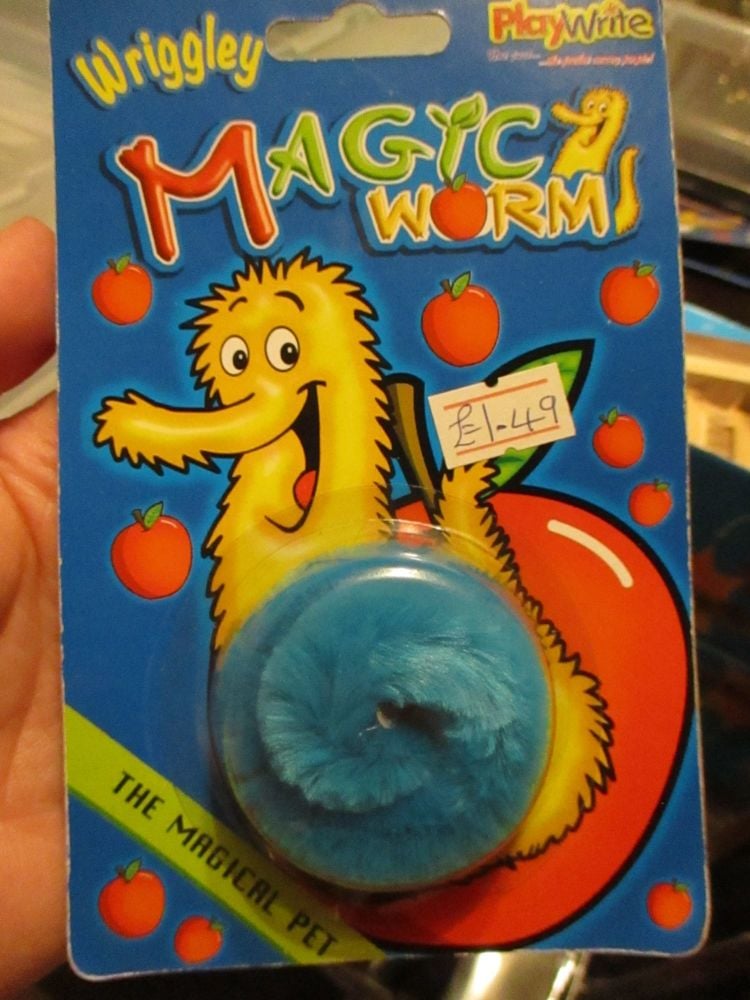 Wriggley
PlayWrite
MAGIC
WORM
£1.49
THE MAGICAL PET